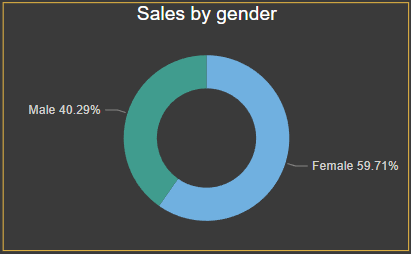 Sales by gender
Male 40.29%
Female 59.71%